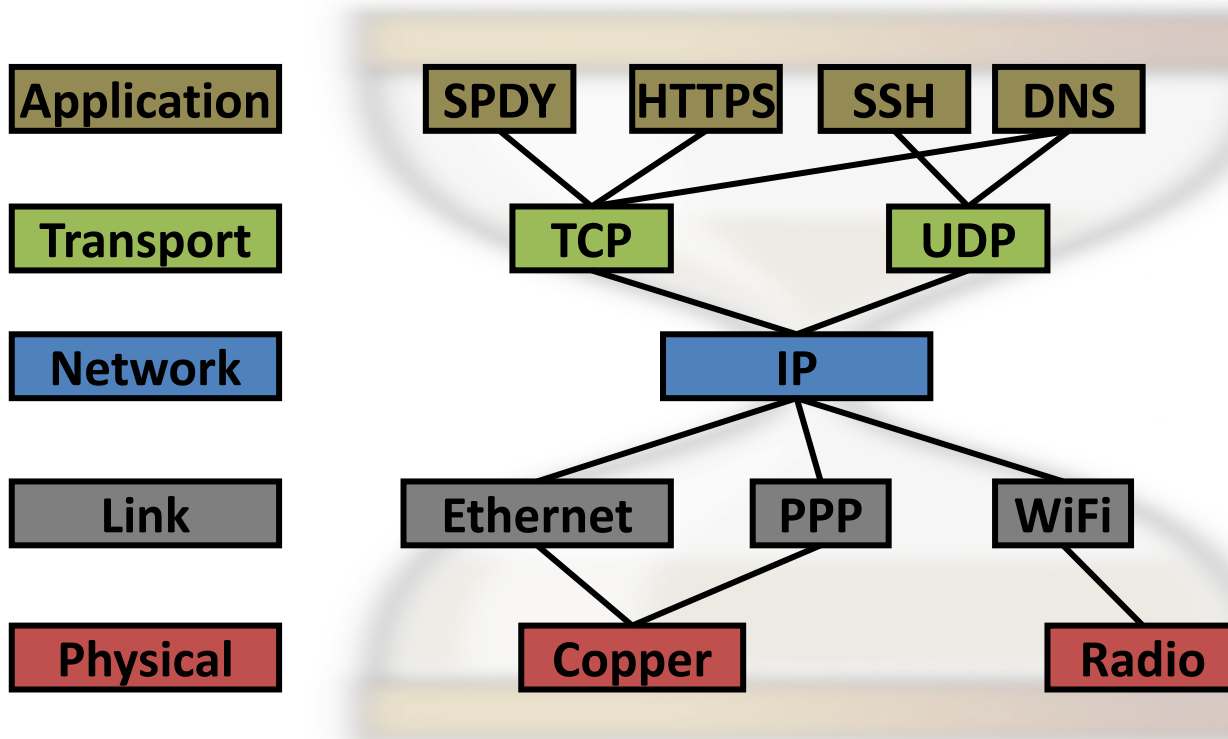 Application
SPDY
HTTPS
SSH
DNS
Transport
TCP
UDP
Network
IP
Link
Ethernet
PPP
WiFi
Physical
Copper
Radio